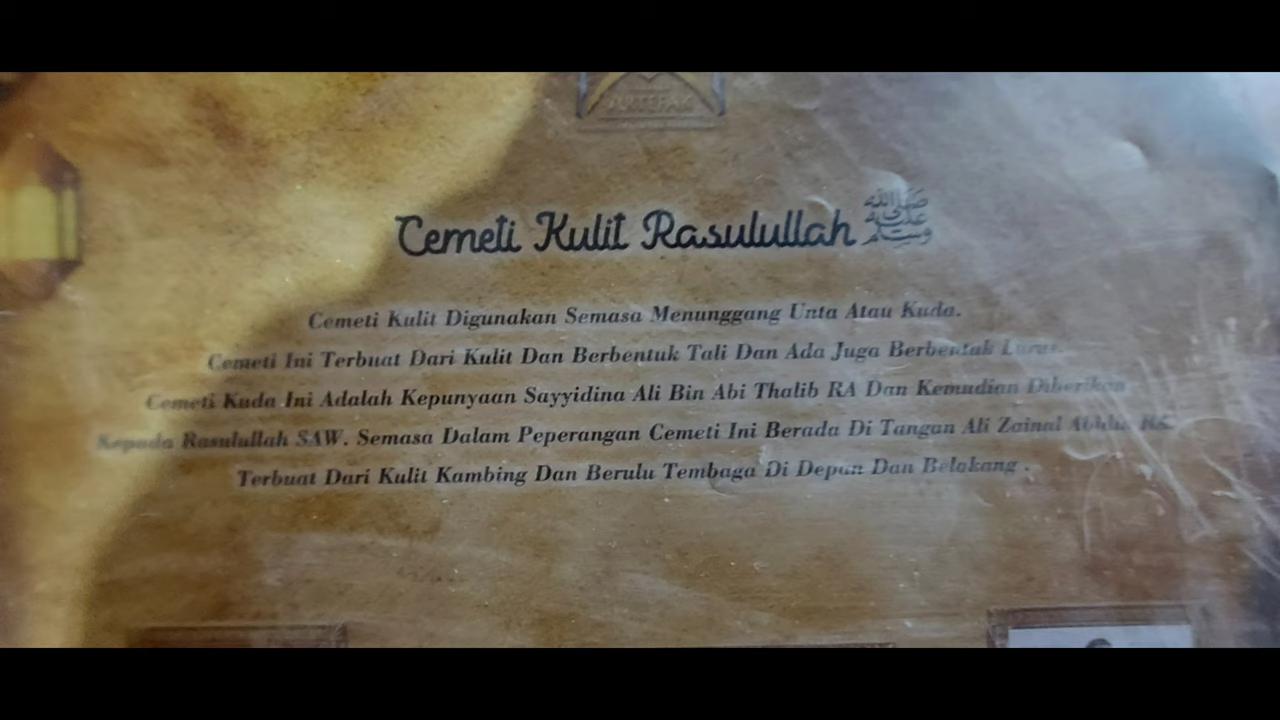 ARTEFAK
Cemeti Kulit Rasulullah ﷺ
Cemeti Kulit Digunakan Semasa Menunggang Unta Atau Kuda.
Cemeti Ini Terbuat Dari Kulit Dan Berbentuk Tali Dan Ada Juga Berbentuk Lurus.
Cemeti Kuda Ini Adalah Kepunyaan Sayyidina Ali Bin Abi Thalib RA Dan Kemudian Diberikan
Kepada Rasulullah SAW. Semasa Dalam Peperangan Cemeti Ini Berada Di Tangan Ali Zainal
Terbuat Dari Kulit Kambing Dan Berulu Tembaga Di Depan Dan Belakang .